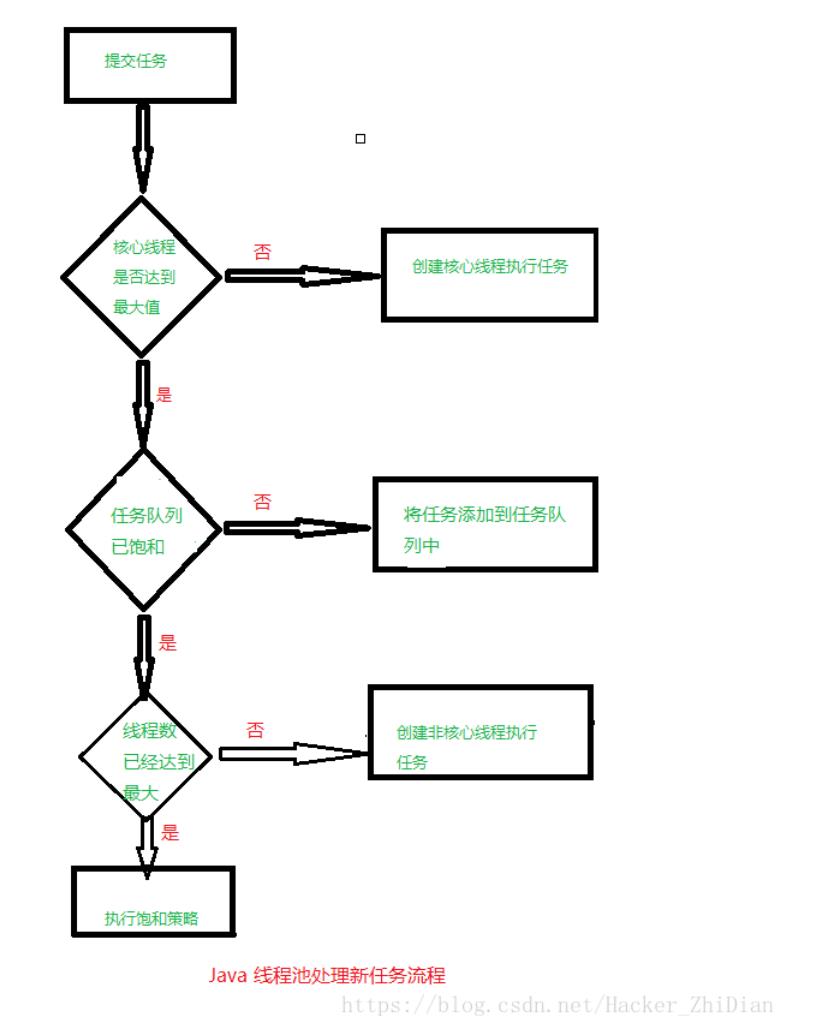 提交任务
核心线程
是否达到
最大值
否
创建核心线程执行任务
是
任务队列
已饱和
否
将任务添加到任务队
列中
是
线程数
已经达到
最大
否
创建非核心线程执行
任务
是
执行饱和策略
Java 线程池处理新任务流程
https://blog.csdn.net/Hacker_ZhiDian